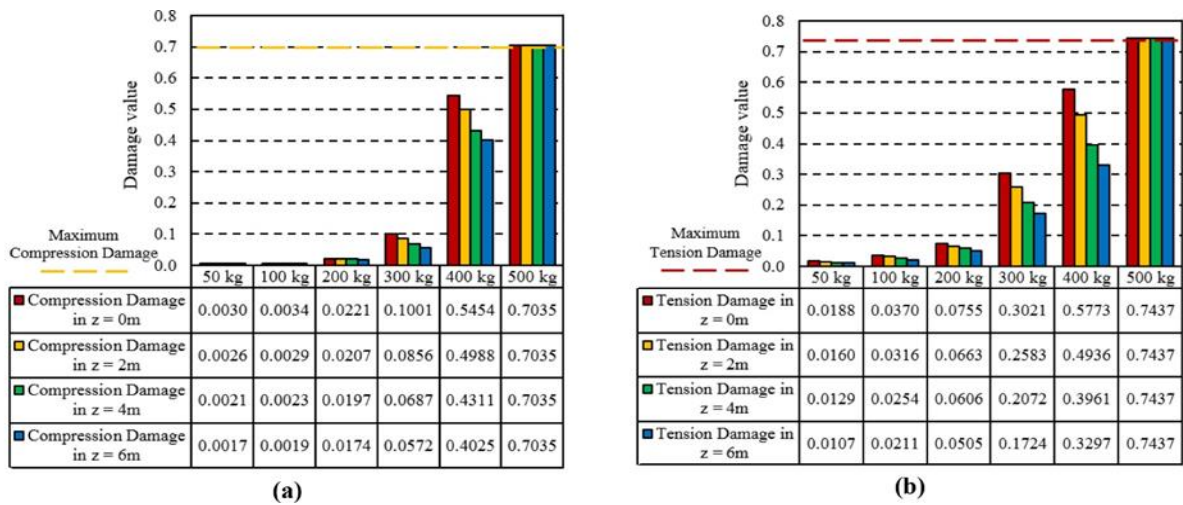 0.8
0.7
0.6
0.5
0.4
0.3
0.2
0.1
0.0
Damage value
Maximum
Compression Damage
50 kg 100 kg 200 kg 300 kg 400 kg 500 kg
Compression Damage
in z = 0m
0.0030 0.0034 0.0221 0.1001 0.5454 0.7035
Compression Damage
in z = 2m
0.0026 0.0029 0.0207 0.0856 0.4988 0.7035
Compression Damage
in z = 4m
0.0021 0.0023 0.0197 0.0687 0.4311 0.7035
Compression Damage
in z = 6m
0.0017 0.0019 0.0174 0.0572 0.4025 0.7035
(a)
0.8
0.7
0.6
0.5
0.4
0.3
0.2
0.1
0.0
Damage value
Maximum
Tension Damage
50 kg 100 kg 200 kg 300 kg 400 kg 500 kg
Tension Damage in
z = 0m
0.0188 0.0370 0.0755 0.3021 0.5773 0.7437
Tension Damage in
z = 2m
0.0160 0.0316 0.0663 0.2583 0.4936 0.7437
Tension Damage in
z = 4m
0.0129 0.0254 0.0606 0.2072 0.3961 0.7437
Tension Damage in
z = 6m
0.0107 0.0211 0.0505 0.1724 0.3297 0.7437
(b)